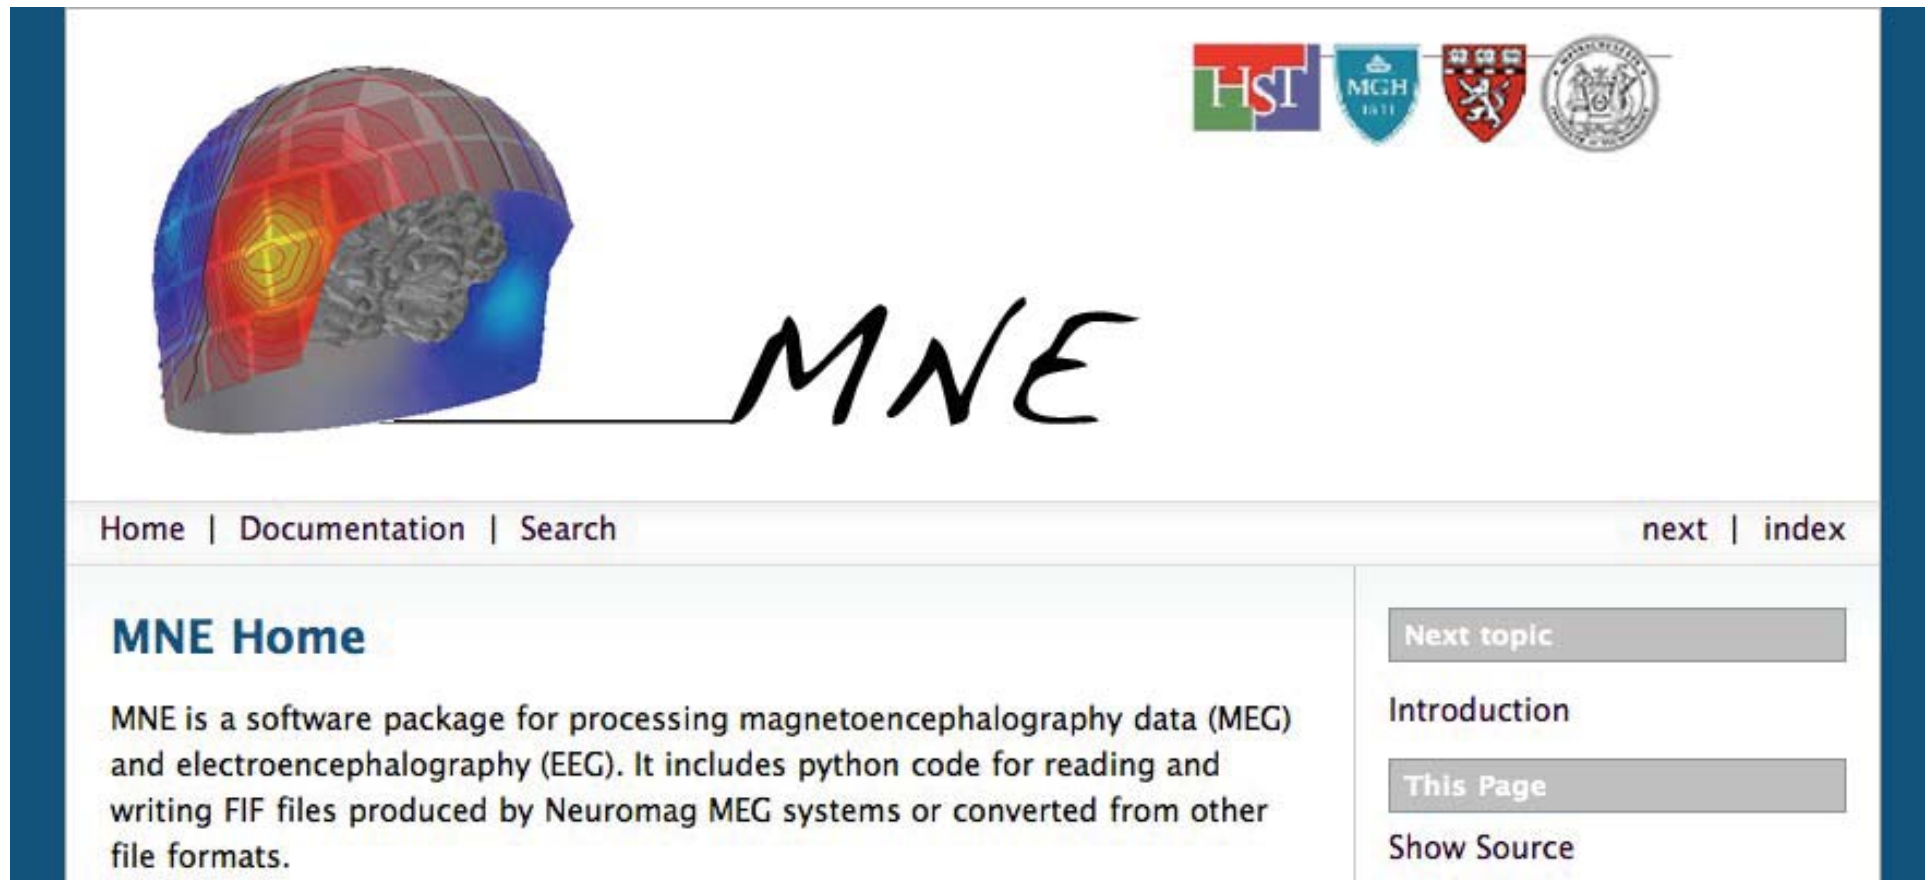 HST
MGH
1811
MNE
Home | Documentation | Search
next | index
MNE Home
MNE is a software package for processing magnetoencephalography data (MEG)
and electroencephalography (EEG). It includes python code for reading and
writing FIF files produced by Neuromag MEG systems or converted from other
file formats.
Next topic
Introduction
This Page
Show Source